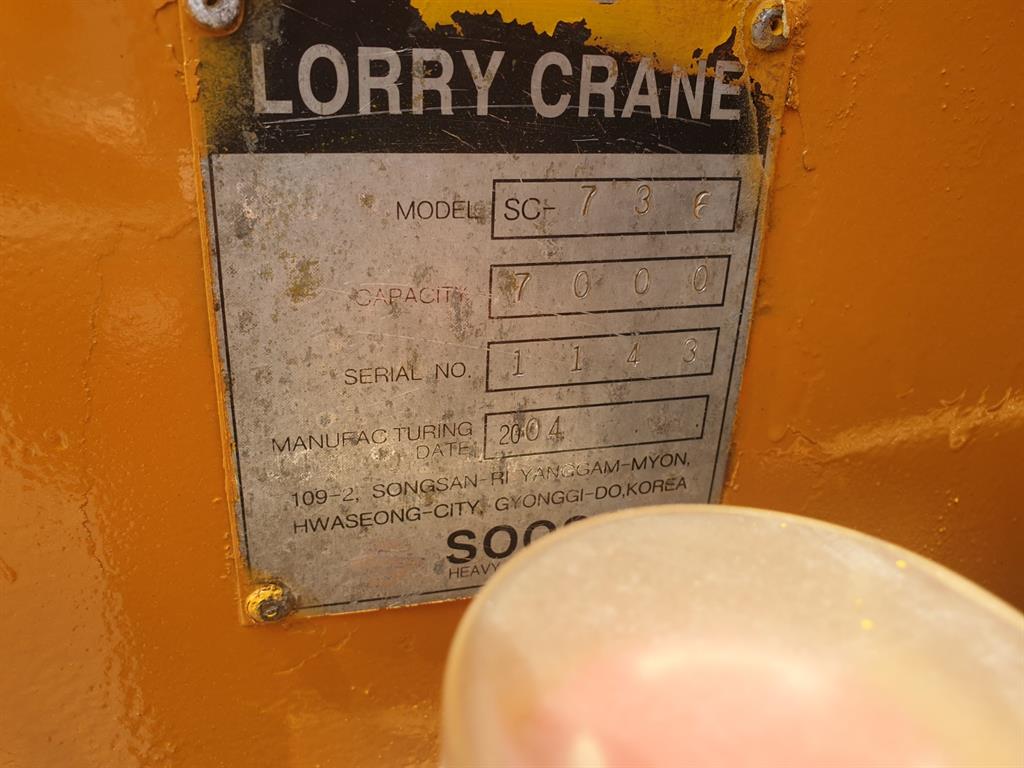 LORRY CRANE
MODEL SC-736
CAPACITY 7000
SERIAL NO. 1143
MANUFACTURING
DATE 2004
109-2, SONGSAN-RI YANGGAM-MYON,
HWASEONG-CITY, GYONGGI-DO,KOREA
HEAVY